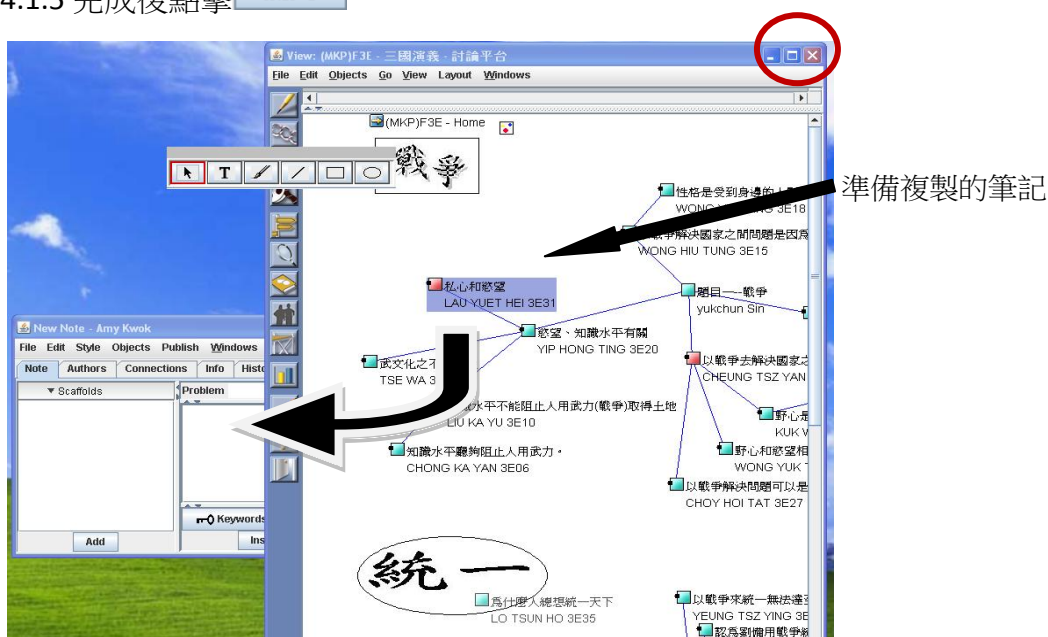 4.1.5 完成後點擊
View: (MKP)F3E - 三國演義 - 討論平台
File Edit Objects Go View Layout Windows
(MKP)F3E - Home
戰爭
T
準備複製的筆記
性格是受到身邊的
WONG
3E18
戰爭解決國家之間問題是因為
WONG HIU TUNG 3E15
私心和慾望
LAU YUET HEI 3E31
題目----戰爭
yukchun Sin
慾望、知識水平有關
YIP HONG TING 3E20
武文化之不
TSE WA 3
以戰爭去解決國家之
CHEUNG TSZ YAN
水平不能阻止人用武力(戰爭)取得土地
LIU KA YU 3E10
野心是
KUK
知識水平廳夠阻止人用武力。
CHONG KA YAN 3E06
野心和慾望相
WONG YUK
以戰爭解決問題可以是
CHOY HOI TAT 3E27
New Note - Amy Kwok
File Edit Style Objects Publish Windows
Note Authors Connections Info Histo
Scaffolds
Problem
Keywords
Add
Ins
統一
為什麼人總想統一天下
LO TSUN HO 3E35
以戰爭來統一無法達至
YEUNG TSZ YING 3E
認為劉備用戰爭統